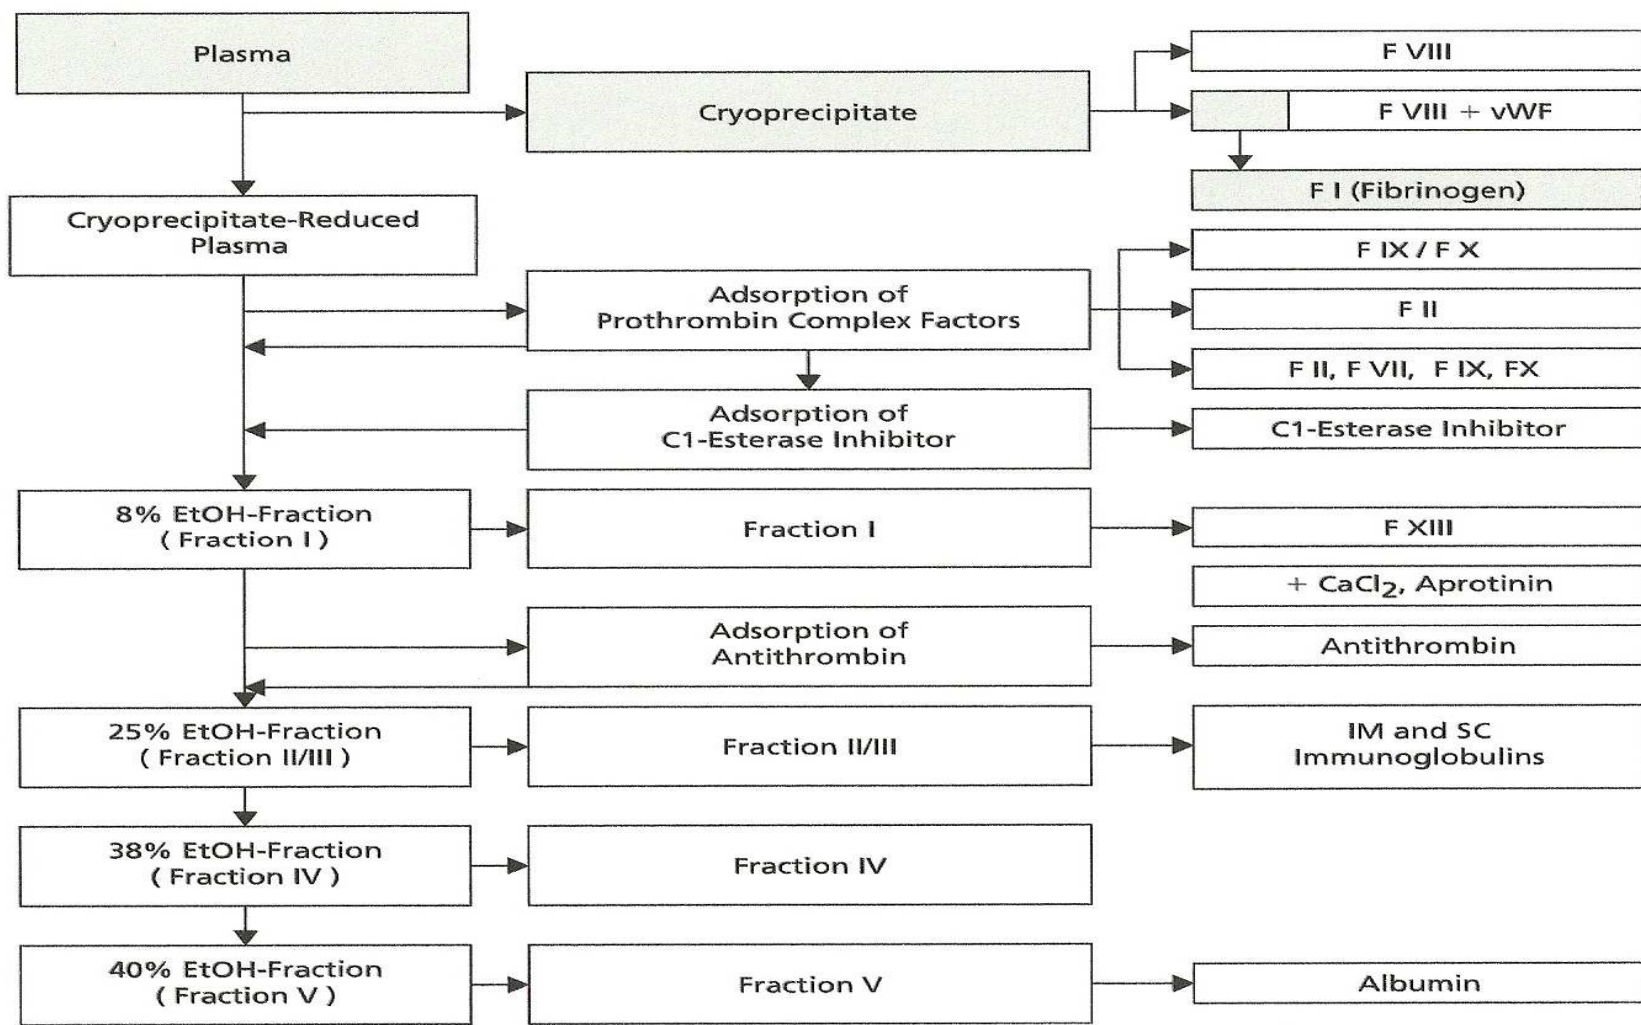 Plasma
F VIII
Cryoprecipitate
F VIII + vWF
F I (Fibrinogen)
Cryoprecipitate-Reduced
Plasma
F IX / F X
Adsorption of
Prothrombin Complex Factors
F II
F II, F VII, F IX, FX
Adsorption of
C1-Esterase Inhibitor
C1-Esterase Inhibitor
8% EtOH-Fraction
( Fraction I )
Fraction I
F XIII
+ CaCl₂, Aprotinin
Adsorption of
Antithrombin
Antithrombin
25% EtOH-Fraction
( Fraction II/III )
Fraction II/III
IM and SC
Immunoglobulins
38% EtOH-Fraction
( Fraction IV )
Fraction IV
40% EtOH-Fraction
( Fraction V )
Fraction V
Albumin